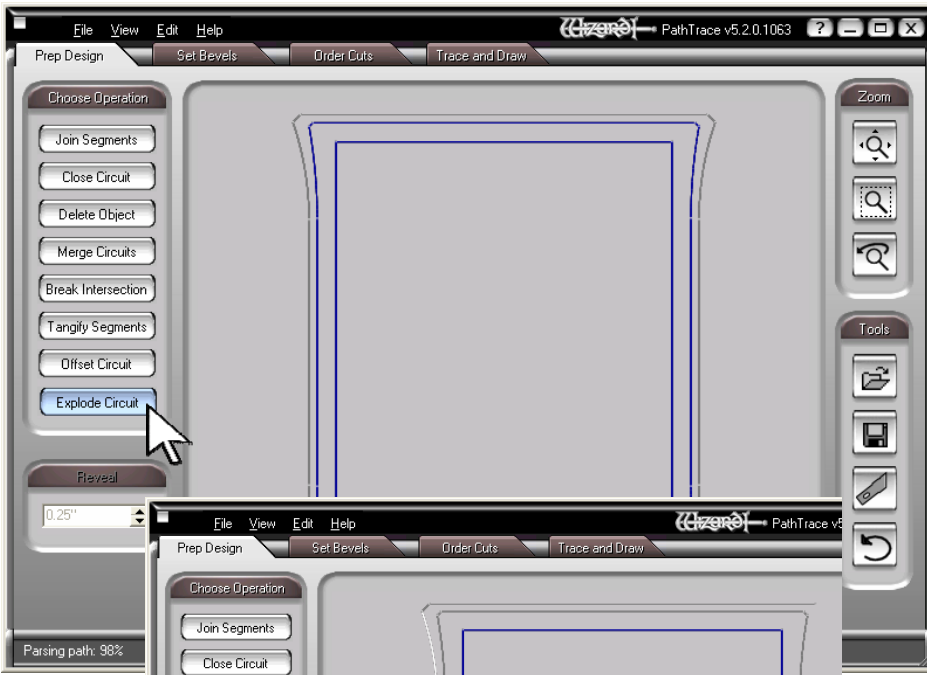 File View Edit Help Wizard PathTrace v5.2.0.1063 ?
Prep Design Set Bevels Order Cuts Trace and Draw
Choose Operation
Join Segments
Close Circuit
Delete Object
Merge Circuits
Break Intersection
Tangify Segments
Offset Circuit
Explode Circuit
Reveal
0.25"
Parsing path: 98%
Zoom
Tools
File View Edit Help Wizard PathTrace v5
Prep Design Set Bevels Order Cuts Trace and Draw
Choose Operation
Join Segments
Close Circuit